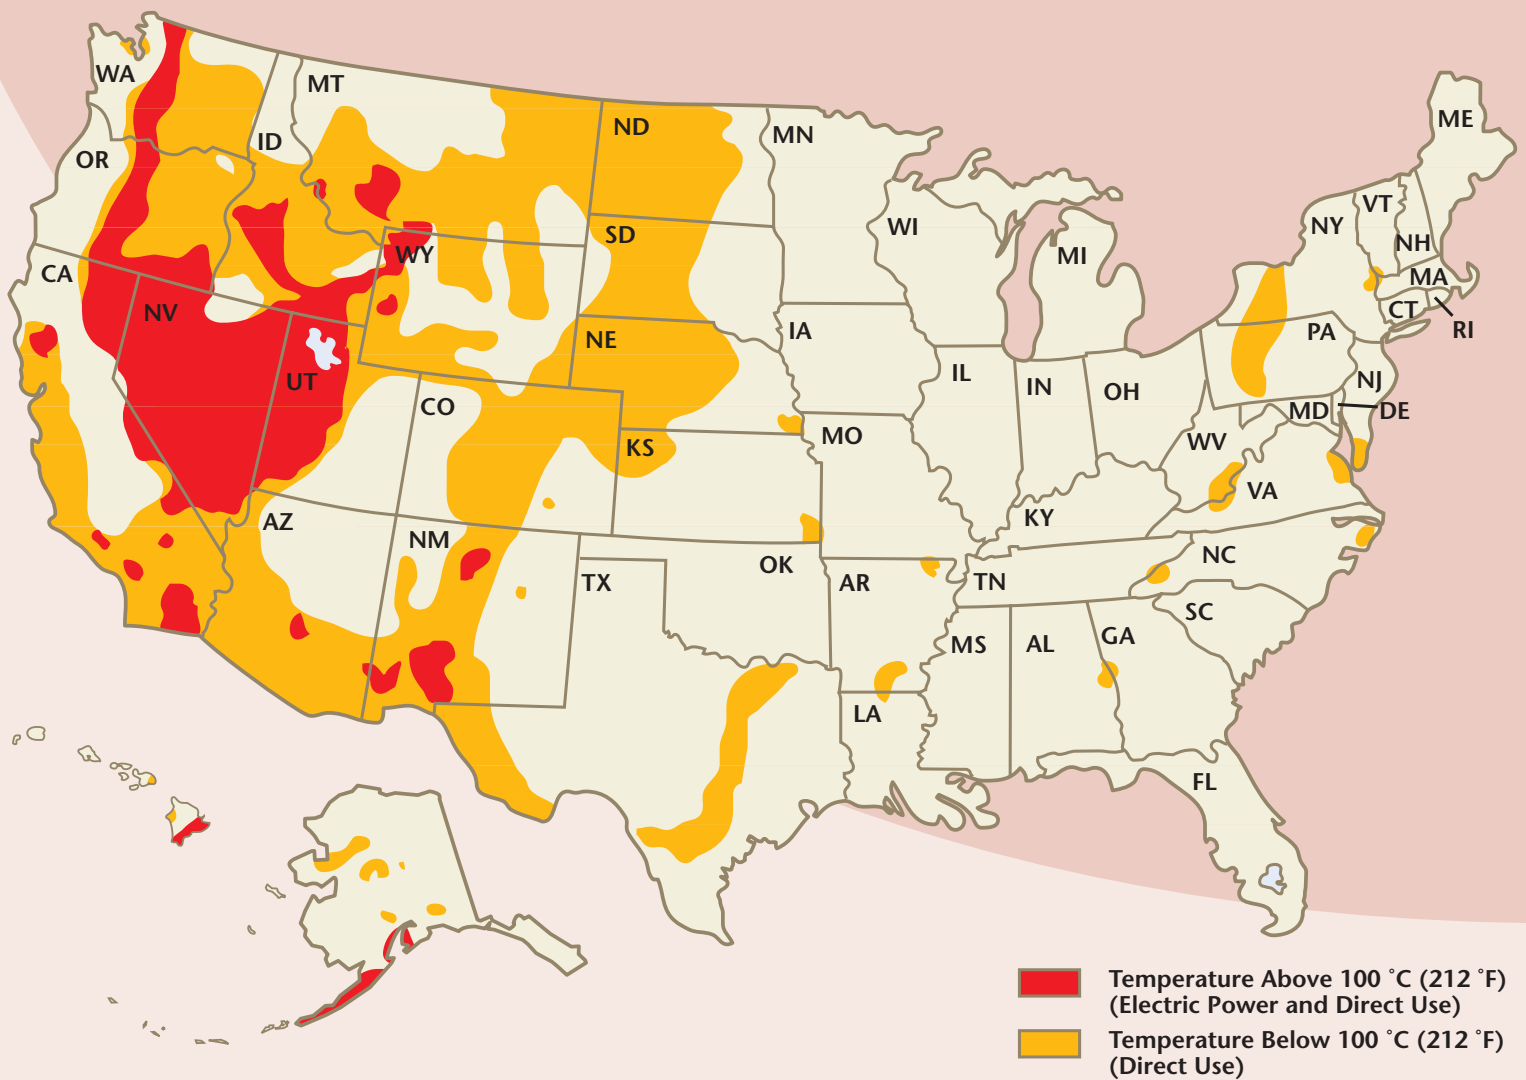 WA
MT
ND
MN
ME
OR
ID
VT
WI
NY
SD
NH
WY
MI
CA
MA
NV
CT
RI
NE
IA
PA
UT
IL
IN
OH
NJ
CO
MD
DE
KS
MO
WV
VA
AZ
NM
KY
NC
TX
OK
AR
TN
SC
MS
AL
GA
LA
FL
Temperature Above 100 ˚C (212 ˚F)
(Electric Power and Direct Use)
Temperature Below 100 ˚C (212 ˚F)
(Direct Use)